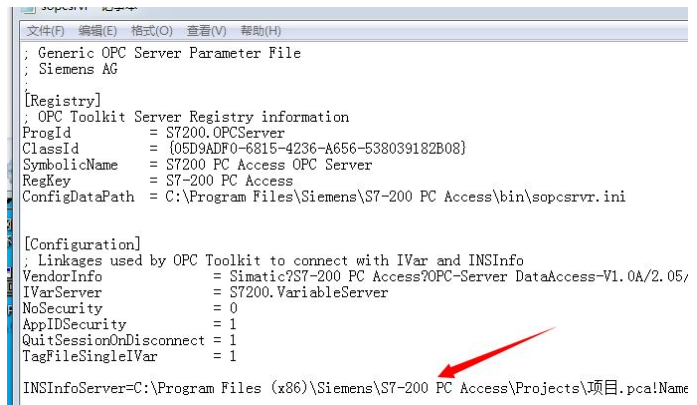 sopcsrvr - 记事本
文件(F) 编辑(E) 格式(O) 查看(V) 帮助(H)
; Generic OPC Server Parameter File
; Siemens AG
;
[Registry]
; OPC Toolkit Server Registry information
ProgId = S7200.OPCServer
ClassId = {05D9ADF0-6815-4236-A656-538039182B08}
SymbolicName = S7200 PC Access OPC Server
RegKey = S7-200 PC Access
ConfigDataPath = C:\Program Files\Siemens\S7-200 PC Access\bin\sopcsrvr.ini
[Configuration]
; Linkages used by OPC Toolkit to connect with IVar and INSInfo
VendorInfo = Simatic?S7-200 PC Access?OPC-Server DataAccess-V1.0A/2.05/
IVarServer = S7200.VariableServer
NoSecurity = 0
AppIDSecurity = 1
QuitSessionOnDisconnect = 1
TagFileSingleIVar = 1
INSInfoServer=C:\Program Files (x86)\Siemens\S7-200 PC Access\Projects\项目.pca!Name